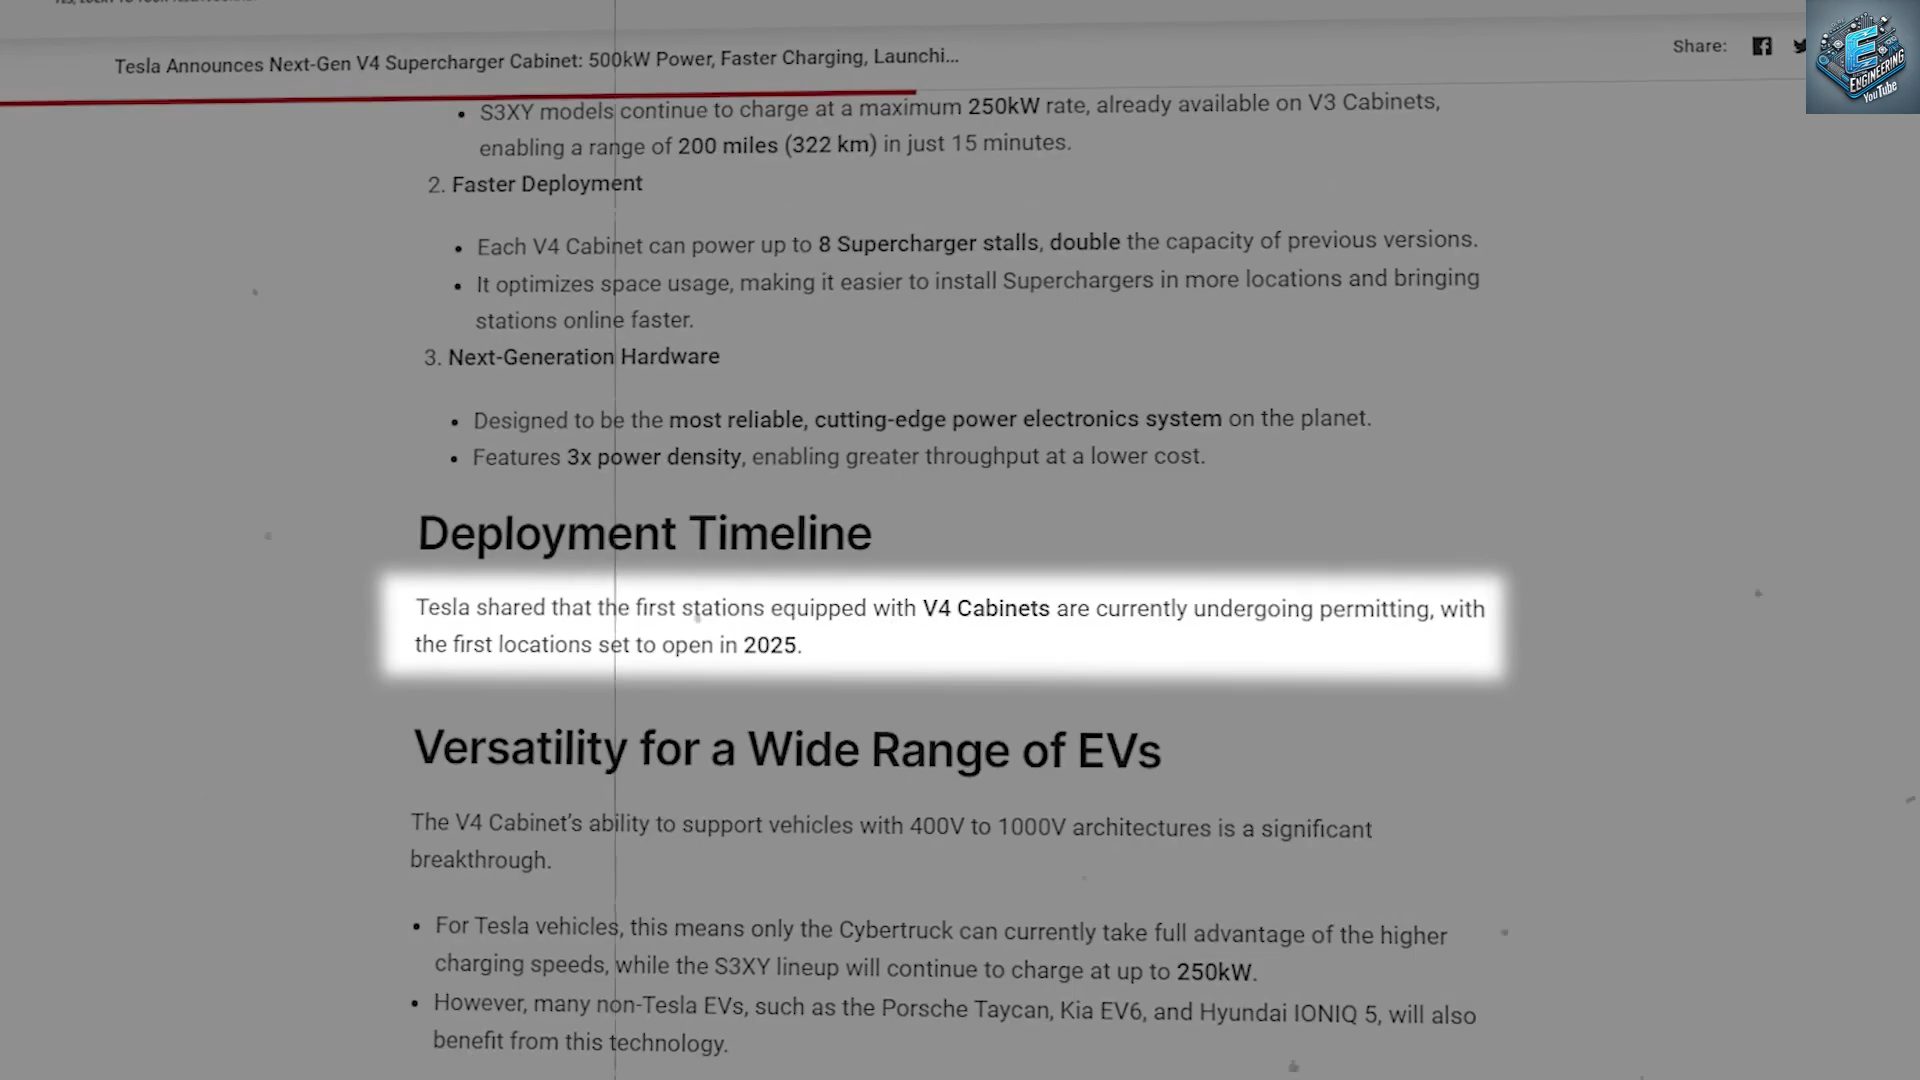 Tesla Announces Next-Gen V4 Supercharger Cabinet: 500kW Power, Faster Charging, Launchi...
Share:
E
ENGINEERING
YouTube
• S3XY models continue to charge at a maximum 250kW rate, already available on V3 Cabinets,
enabling a range of 200 miles (322 km) in just 15 minutes.
2. Faster Deployment
• Each V4 Cabinet can power up to 8 Supercharger stalls, double the capacity of previous versions.
• It optimizes space usage, making it easier to install Superchargers in more locations and bringing
stations online faster.
3. Next-Generation Hardware
• Designed to be the most reliable, cutting-edge power electronics system on the planet.
• Features 3x power density, enabling greater throughput at a lower cost.
Deployment Timeline
Tesla shared that the first stations equipped with V4 Cabinets are currently undergoing permitting, with
the first locations set to open in 2025.
Versatility for a Wide Range of EVs
The V4 Cabinet's ability to support vehicles with 400V to 1000V architectures is a significant
breakthrough.
• For Tesla vehicles, this means only the Cybertruck can currently take full advantage of the higher
charging speeds, while the S3XY lineup will continue to charge at up to 250kW.
• However, many non-Tesla EVs, such as the Porsche Taycan, Kia EV6, and Hyundai IONIQ 5, will also
benefit from this technology.